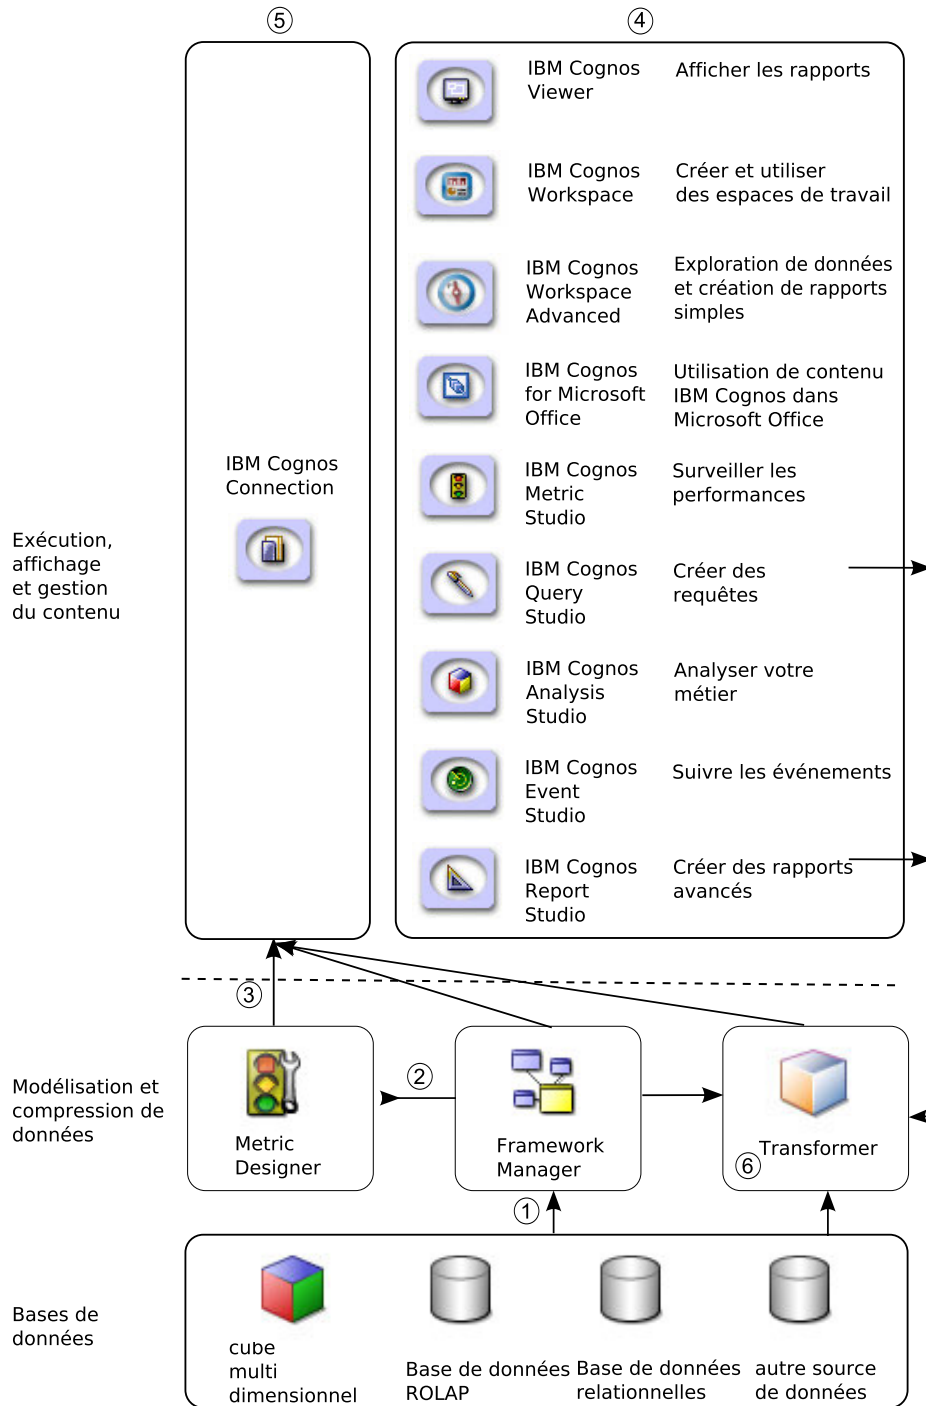 ⑤
④
IBM Cognos
Viewer
Afficher les rapports
IBM Cognos
Workspace
Créer et utiliser
des espaces de travail
IBM Cognos
Workspace
Advanced
Exploration de données
et création de rapports
simples
IBM Cognos
for Microsoft
Office
Utilisation de contenu
IBM Cognos dans
Microsoft Office
IBM Cognos
Connection
IBM Cognos
Metric
Studio
Surveiller les
performances
Exécution,
affichage
et gestion
du contenu
IBM Cognos
Query
Studio
Créer des
requêtes
IBM Cognos
Analysis
Studio
Analyser votre
métier
IBM Cognos
Event
Studio
Suivre les événements
IBM Cognos
Report
Studio
Créer des rapports
avancés
③
Modélisation et
compression de
données
Metric
Designer
②
Framework
Manager
⑥
Transformer
①
Bases de
données
cube
multi
dimensionnel
Base de données
ROLAP
Base de données
relationnelles
autre source
de données